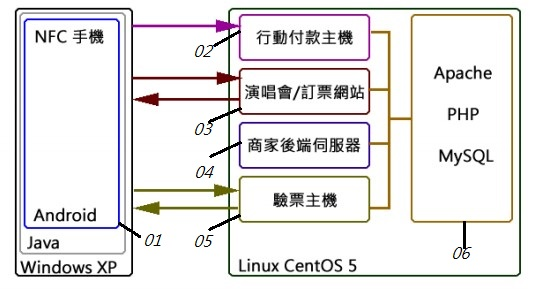 NFC 手機
Android
Java
Windows XP
01
02
行動付款主機
03
演唱會/訂票網站
04
商家後端伺服器
05
驗票主機
Linux CentOS 5
Apache
PHP
MySQL
06